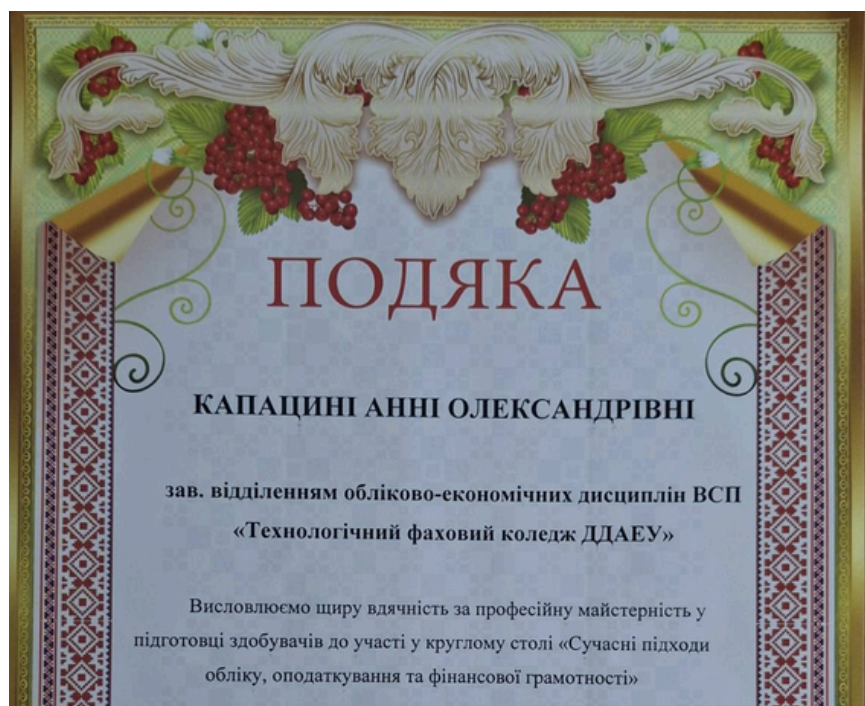 ПОДЯКА
КАПАЦИНІ АННІ ОЛЕКСАНДРІВНІ
зав. відділенням обліково-економічних дисциплін ВСП
«Технологічний фаховий коледж ДДАЕУ»
Висловлюємо щиру вдячність за професійну майстерність у
підготовці здобувачів до участі у круглому столі «Сучасні підходи
обліку, оподаткування та фінансової грамотності»